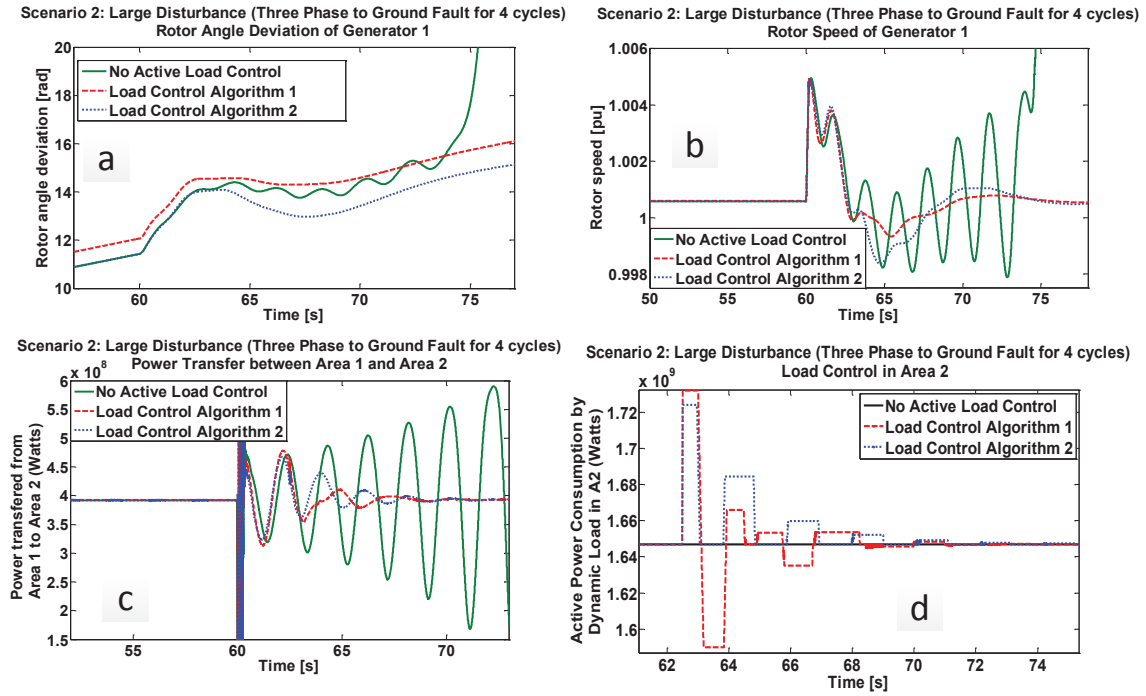 Scenario 2: Large Disturbance (Three Phase to Ground Fault for 4 cycles)
Rotor Angle Deviation of Generator 1
Rotor angle deviation [rad]
20
18
16
14
12
10
No Active Load Control
Load Control Algorithm 1
Load Control Algorithm 2
a
60 65 70 75
Time [s]
Scenario 2: Large Disturbance (Three Phase to Ground Fault for 4 cycles)
Rotor Speed of Generator 1
Rotor speed [pu]
1.006
1.004
1.002
1
0.998
b
No Active Load Control
Load Control Algorithm 1
Load Control Algorithm 2
50 55 60 65 70 75
Time [s]
Scenario 2: Large Disturbance (Three Phase to Ground Fault for 4 cycles)
Power Transfer between Area 1 and Area 2
x 10^8
Power transferred from
Area 1 to Area 2 (Watts)
6
5.5
5
4.5
4
3.5
3
2.5
2
1.5
No Active Load Control
Load Control Algorithm 1
Load Control Algorithm 2
c
55 60 65 70
Time [s]
Scenario 2: Large Disturbance (Three Phase to Ground Fault for 4 cycles)
Load Control in Area 2
x 10^9
Active Power Consumption by
Dynamic Load in A2 (Watts)
1.72
1.7
1.68
1.66
1.64
1.62
1.6
No Active Load Control
Load Control Algorithm 1
Load Control Algorithm 2
d
62 64 66 68 70 72 74
Time [s]